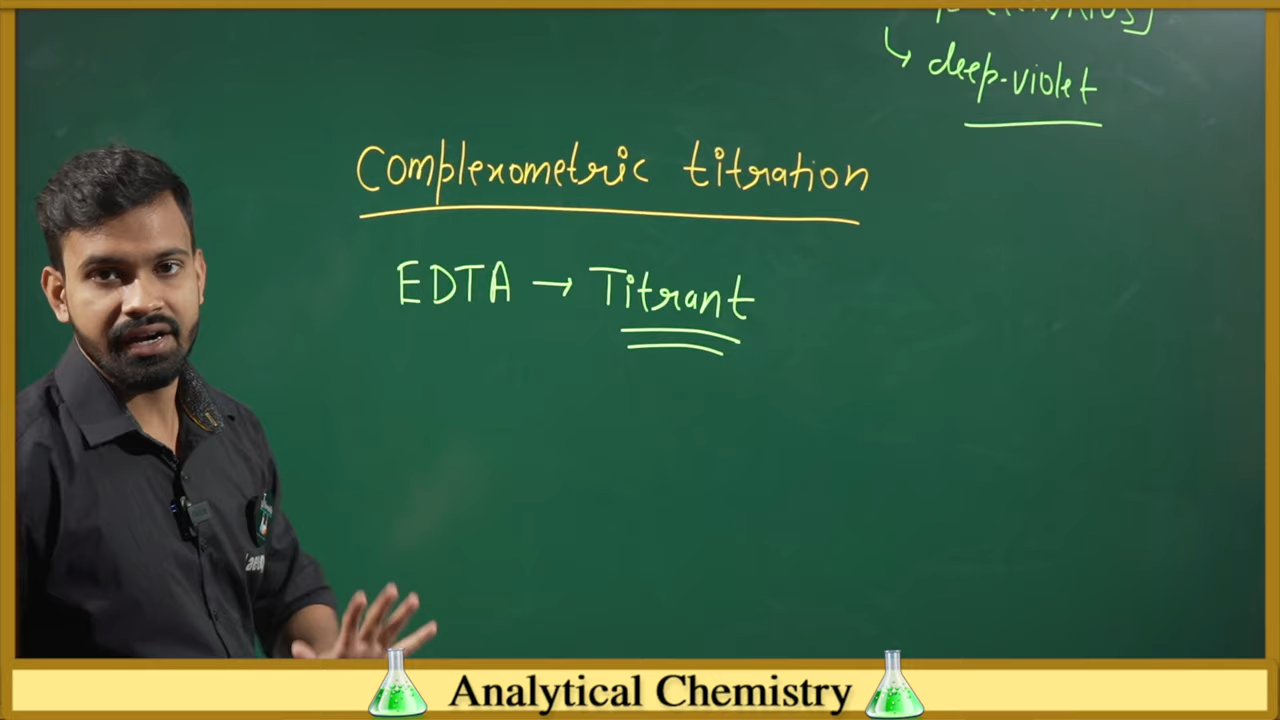 deep-violet
Complexometric titration
EDTA → Titrant
Analytical Chemistry